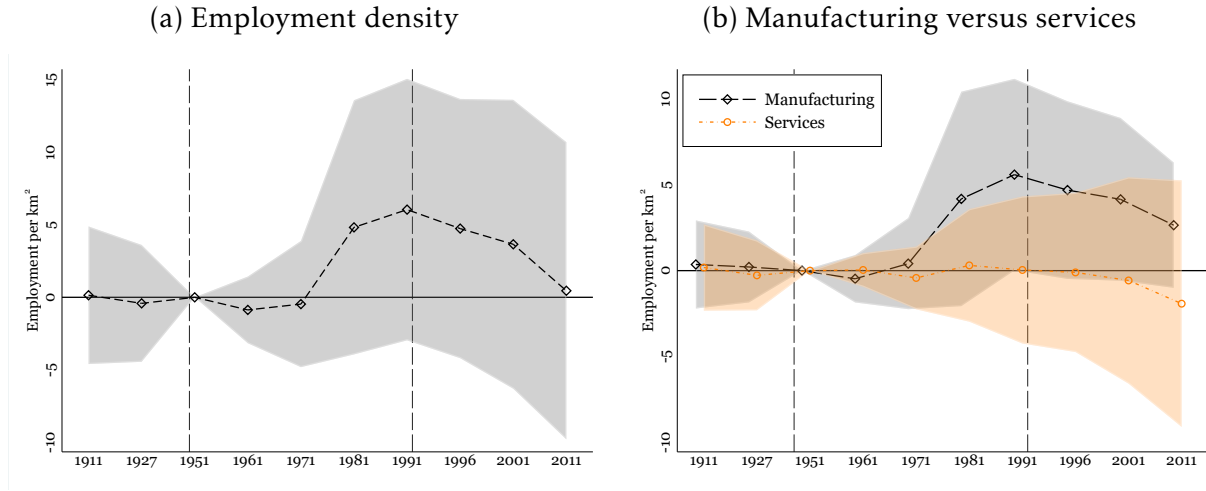 (a) Employment density
(b) Manufacturing versus services
Employment per km²
15
10
5
0
-5
-10
1911 1927 1951 1961 1971 1981 1991 1996 2001 2011
Employment per km²
10
5
0
-5
-10
Manufacturing
Services
1911 1927 1951 1961 1971 1981 1991 1996 2001 2011